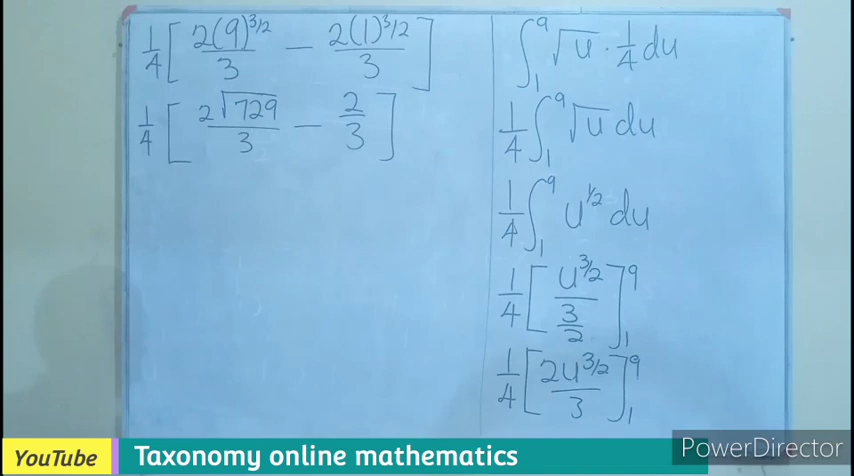 1/4 [ 2(9)^3/2 / 3 − 2(1)^3/2 / 3 ]
1/4 [ 2√729 / 3 − 2/3 ]
∫₁⁹ √u · 1/4 du
1/4 ∫₁⁹ √u du
1/4 ∫₁⁹ u^1/2 du
1/4 [ u^3/2 / 3/2 ]₁⁹
1/4 [ 2u^3/2 / 3 ]₁⁹
YouTube Taxonomy online mathematics
PowerDirector